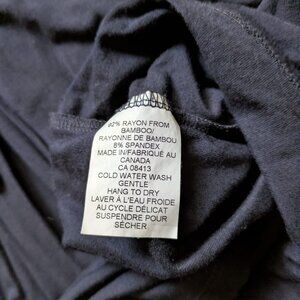 92% RAYON FROM
BAMBOO/
RAYONNE DE BAMBOU
8% SPANDEX
MADE IN/FABRIQUÉ AU
CANADA
CA 08413
COLD WATER WASH
GENTLE
HANG TO DRY
LAVER À L'EAU FROIDE
AU CYCLE DÉLICAT
SUSPENDRE POUR
SÉCHER